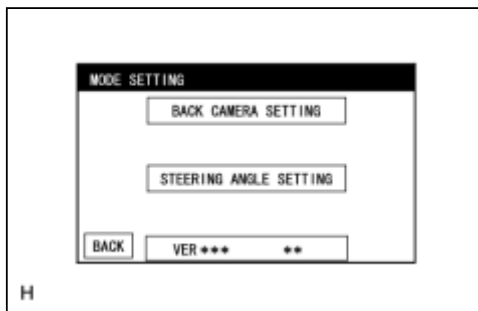 MODE SETTING
BACK CAMERA SETTING
STEERING ANGLE SETTING
BACK VER*** **
H